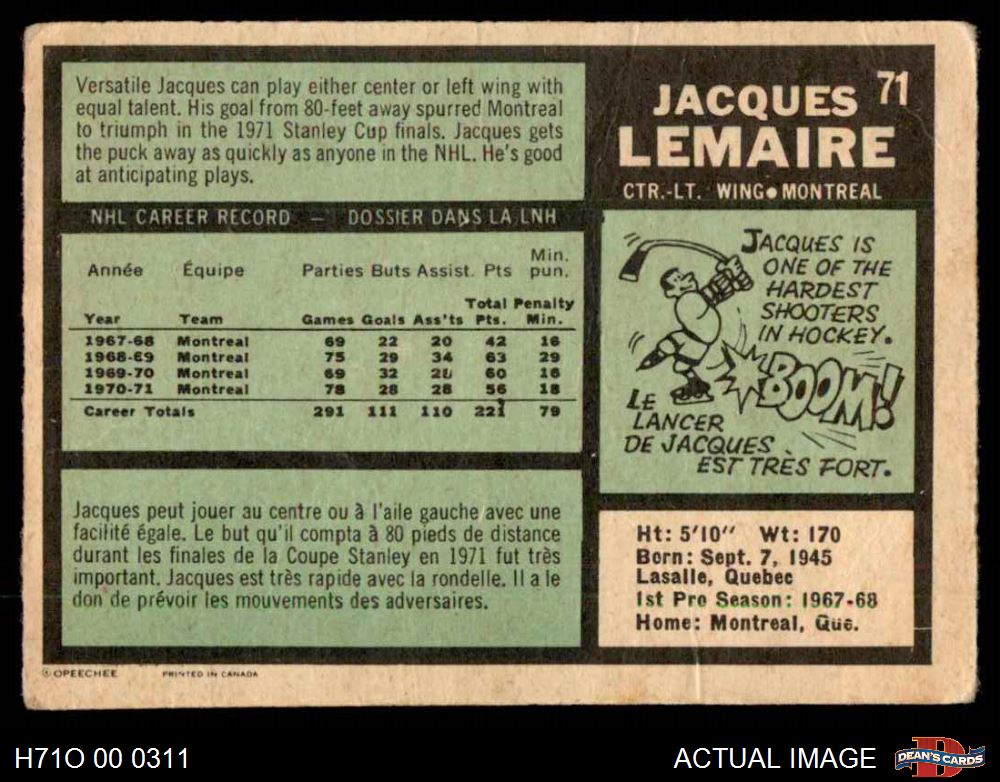 Versatile Jacques can play either center or left wing with
equal talent. His goal from 80-feet away spurred Montreal
to triumph in the 1971 Stanley Cup finals. Jacques gets
the puck away as quickly as anyone in the NHL. He's good
at anticipating plays.
71
JACQUES
LEMAIRE
CTR.-LT. WING●MONTREAL
NHL CAREER RECORD — DOSSIER DANS LA LNH
Année Équipe Parties Buts Assist. Pts Min. pun.
Year Team Games Goals Ass'ts Total Pts. Penalty Min.
1967-68 Montreal 69 22 20 42 16
1968-69 Montreal 75 29 34 63 29
1969-70 Montreal 69 32 28 60 16
1970-71 Montreal 78 28 28 56 18
Career Totals 291 111 110 221 79
JACQUES IS
ONE OF THE
HARDEST
SHOOTERS
IN HOCKEY.
BOOM!
LE
LANCER
DE JACQUES
EST TRÈS FORT.
Jacques peut jouer au centre ou à l'aile gauche avec une
facilité égale. Le but qu'il compta à 80 pieds de distance
durant les finales de la Coupe Stanley en 1971 fut très
important. Jacques est très rapide avec la rondelle. Il a le
don de prévoir les mouvements des adversaires.
Ht: 5'10″ Wt: 170
Born: Sept. 7, 1945
Lasalle, Quebec
1st Pro Season: 1967-68
Home: Montreal, Que.
© OPEECHEE PRINTED IN CANADA
H71O 00 0311
ACTUAL IMAGE
D
DEAN'S CARDS